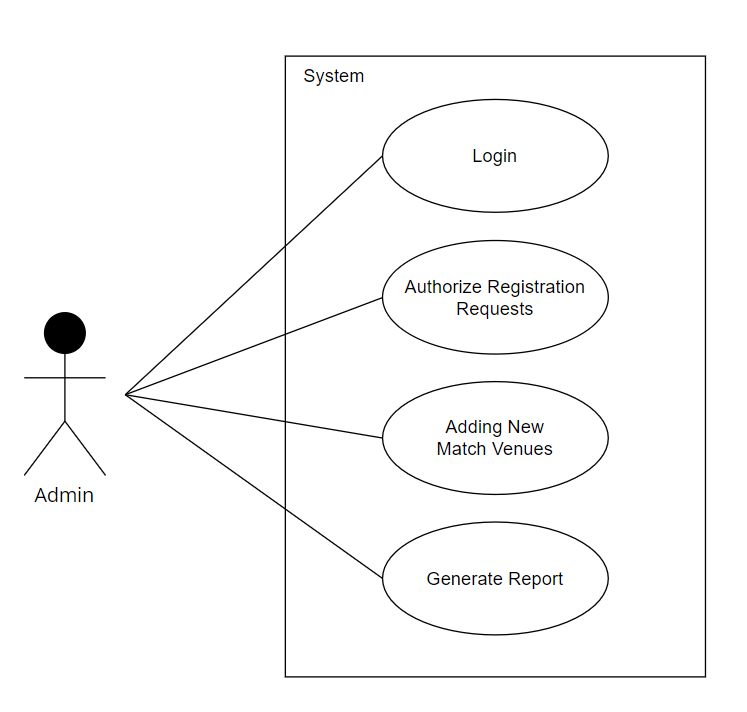 System
Login
Authorize Registration
Requests
Adding New
Match Venues
Admin
Generate Report